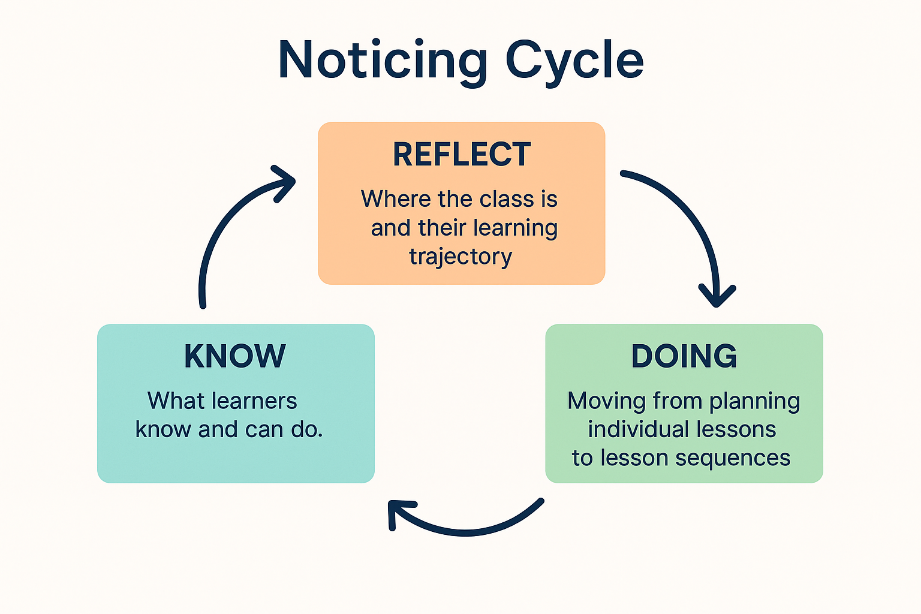 Noticing Cycle
REFLECT
Where the class is
and their learning
trajectory
KNOW
What learners
know and can do.
DOING
Moving from planning
individual lessons
to lesson sequences